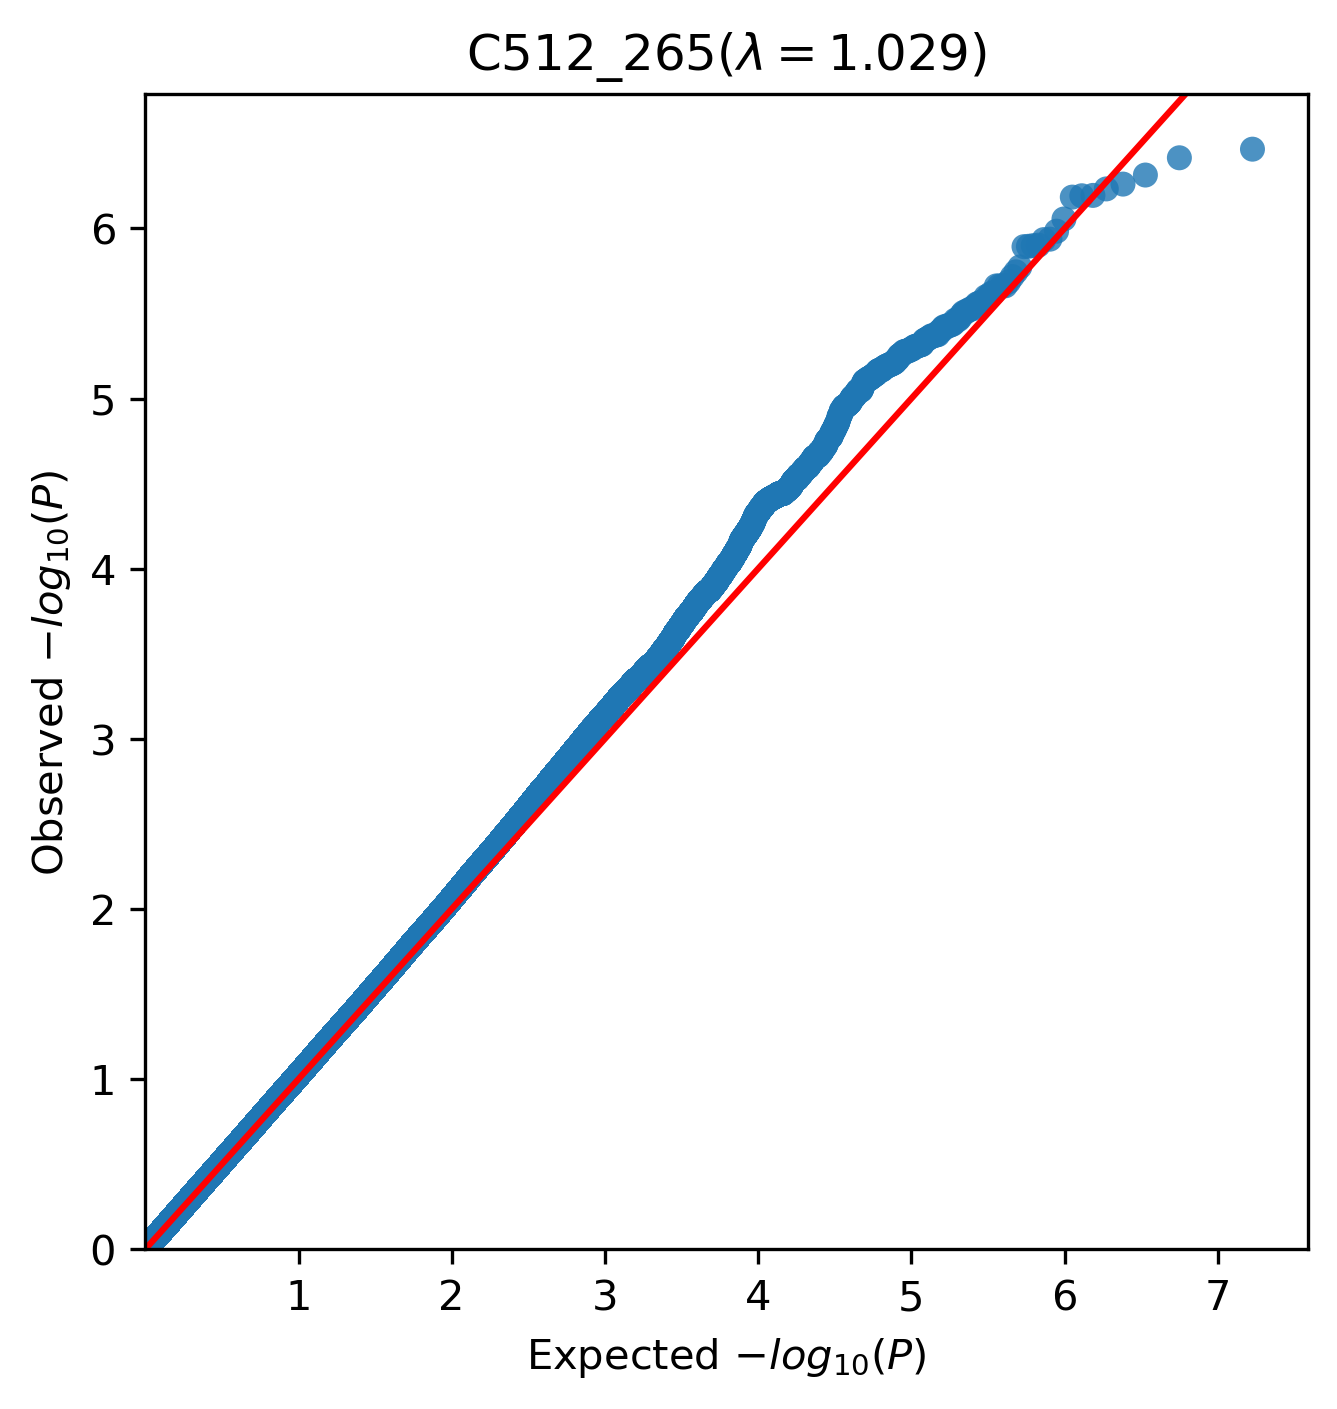 C512_265(λ = 1.029)
Observed −log₁₀(P)
6
5
4
3
2
1
0
1 2 3 4 5 6 7
Expected −log₁₀(P)